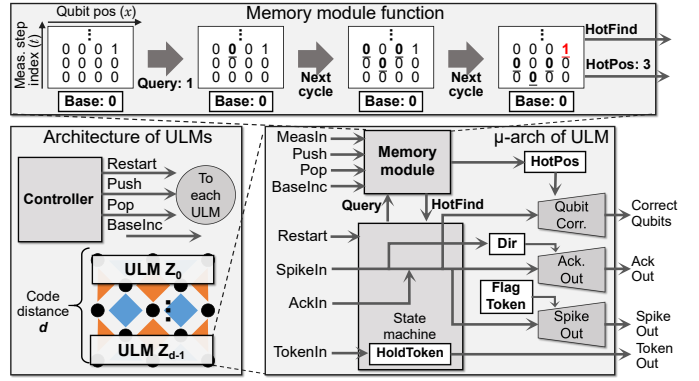 Qubit pos (x)
Memory module function
Meas. step
index (t)
⋮
0 0 0 1
0 0 0 0
0 0 0 0
Base: 0
Query: 1
⋮
0 0 0 1
0 0 0 0
0 0 0 0
Base: 0
Next
cycle
⋮
0 0 0 1
0 0 0 0
0 0 0 0
Base: 0
Next
cycle
⋮
0 0 0 1
0 0 0 0
0 0 0 0
Base: 0
HotFind
HotPos: 3
Architecture of ULMs
Controller
Restart
Push
Pop
BaseInc
To
each
ULM
Code
distance
d
ULM Z0
ULM Zd-1
μ-arch of ULM
MeasIn
Push
Pop
BaseInc
Memory
module
HotPos
Query
HotFind
Restart
SpikeIn
AckIn
TokenIn
State
machine
HoldToken
Dir
Flag
Token
Qubit
Corr.
Ack.
Out
Spike
Out
Correct
Qubits
Ack
Out
Spike
Out
Token
Out